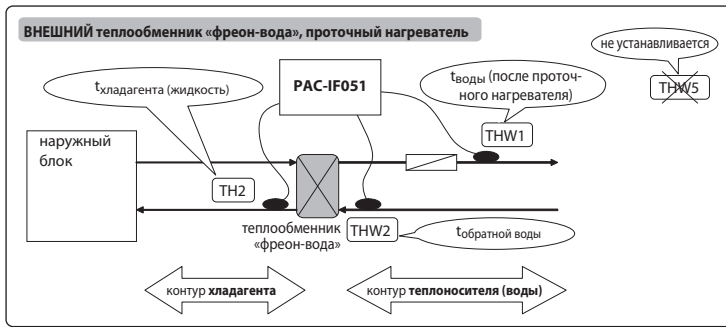 ВНЕШНИЙ теплообменник «фреон-вода», проточный нагреватель
не устанавливается
THW5
tхладагента (жидкость)
PAC-IF051
tводы (после проточ-
ного нагревателя)
THW1
наружный
блок
TH2
теплообменник
«фреон-вода»
THW2
tобратной воды
контур хладагента
контур теплоносителя (воды)